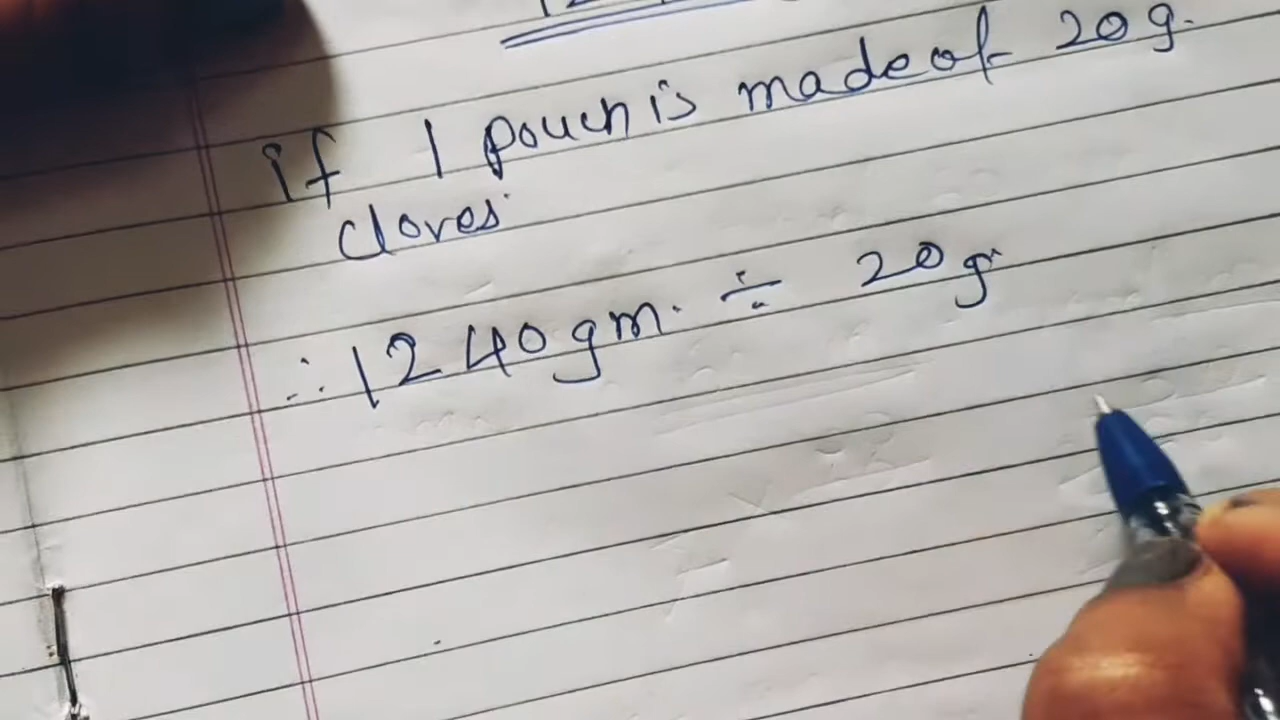 if 1 pouch is made of 20g.
cloves
∴ 1240gm. ÷ 20g